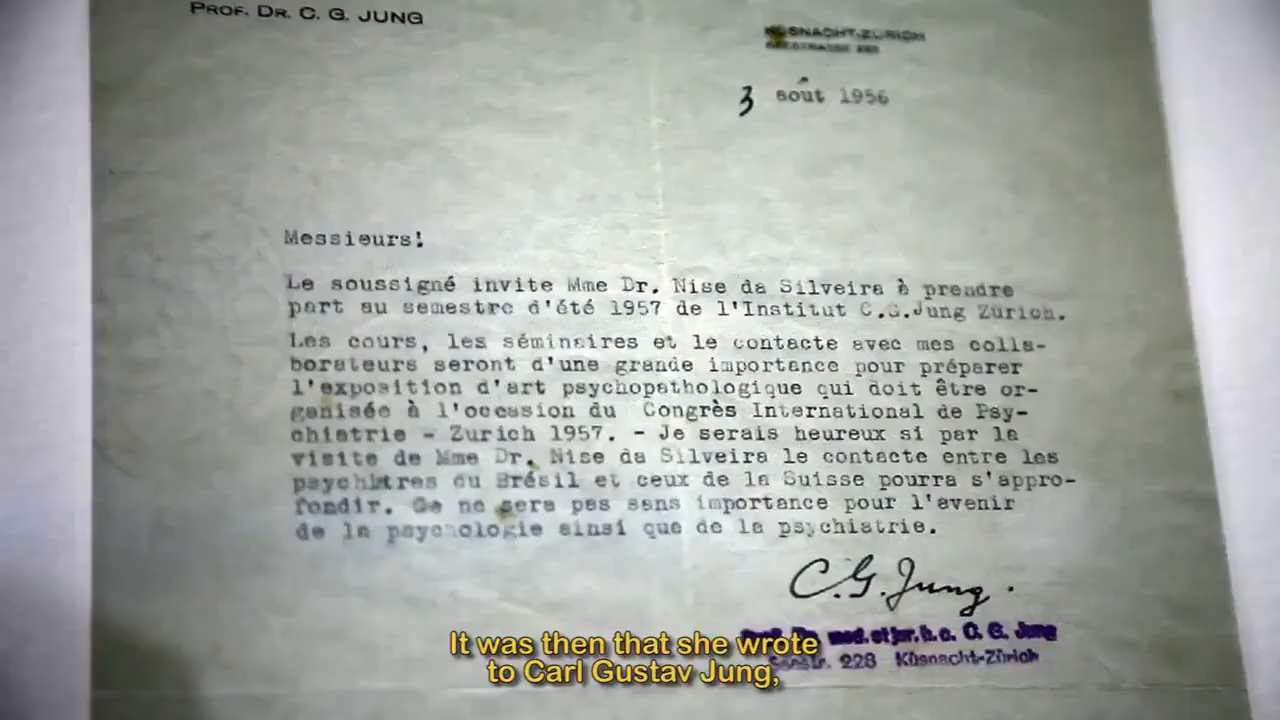 PROF. DR. C. G. JUNG
KÜSNACHT-ZÜRICH
SEESTRASSE 228
3 août 1956
Messieurs!
Le soussigné invite Mme Dr. Nise da Silveira à prendre
part au semestre d'été 1957 de l'Institut C.G.Jung Zurich.
Les cours, les séminaires et le contacte avec mes colla-
borateurs seront d'une grande importance pour préparer
l'exposition d'art psychopathologique qui doit être or-
ganisée à l'occasion du Congrès International de Psy-
chiatrie - Zurich 1957. - Je serais heureux si par la
visite de Mme Dr. Nise da Silveira le contacte entre les
psychiatres du Brésil et ceux de la Suisse pourra s'appro-
fondir. Ce ne sera pas sans importance pour l'avenir
de la psychologie ainsi que de la psychiatrie.
C.G. Jung.
Prof. Dr. med. et jur. h. c. C. G. Jung
Seestr. 228 Küsnacht-Zürich
It was then that she wrote
to Carl Gustav Jung,